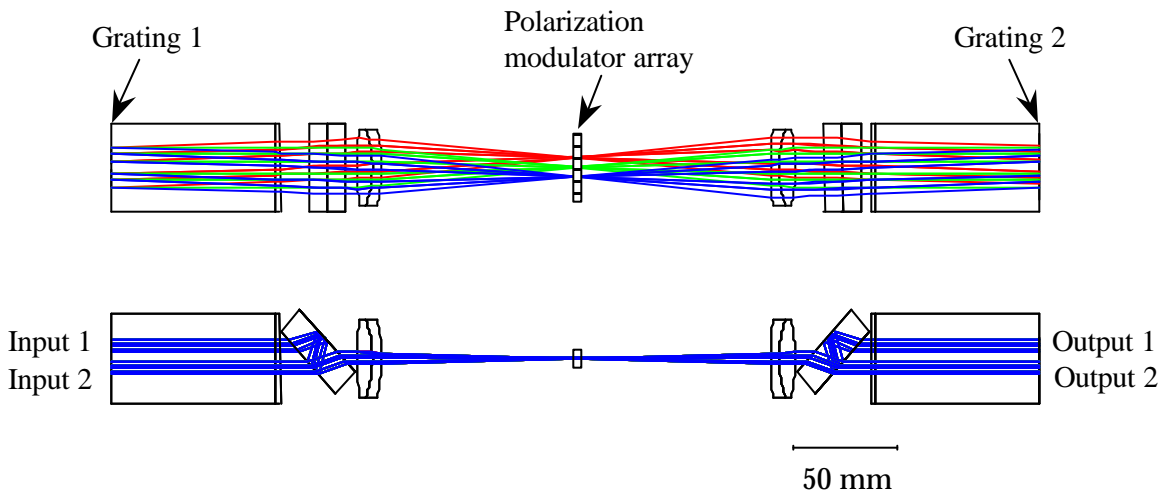 Grating 1
Polarization
modulator array
Grating 2
Input 1
Input 2
Output 1
Output 2
50 mm